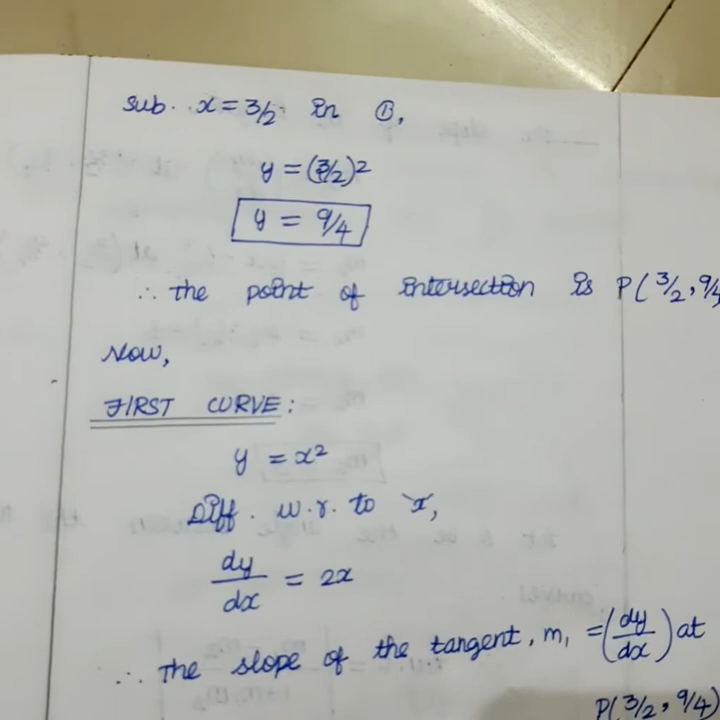 sub. x = 3/2 in ①,
y = (3/2)²
y = 9/4
∴ the point of intersection is P(3/2, 9/4
Now,
FIRST CURVE:
y = x²
Diff. w.r. to 'x',
dy/dx = 2x
∴ The slope of the tangent, m₁ = (dy/dx) at
P(3/2, 9/4)